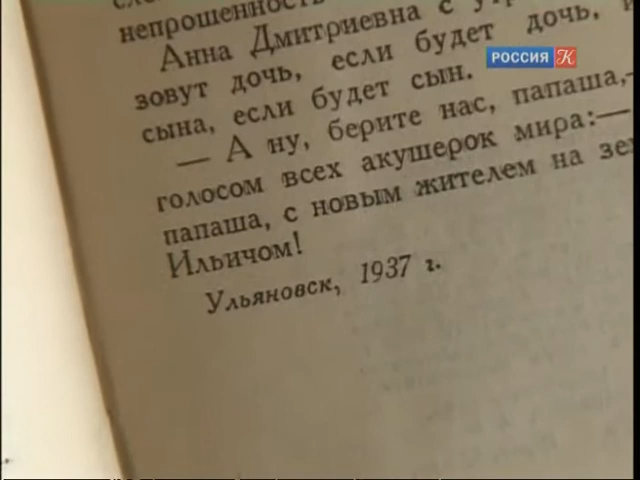 непрошенность
Анна Дмитриевна с
зовут дочь, если будет дочь, и
сына, если будет сын.
— А ну, берите нас, папаша,—
голосом всех акушерок мира:—
папаша, с новым жителем на
Ильичом!
Ульяновск, 1937 г.
РОССИЯ К